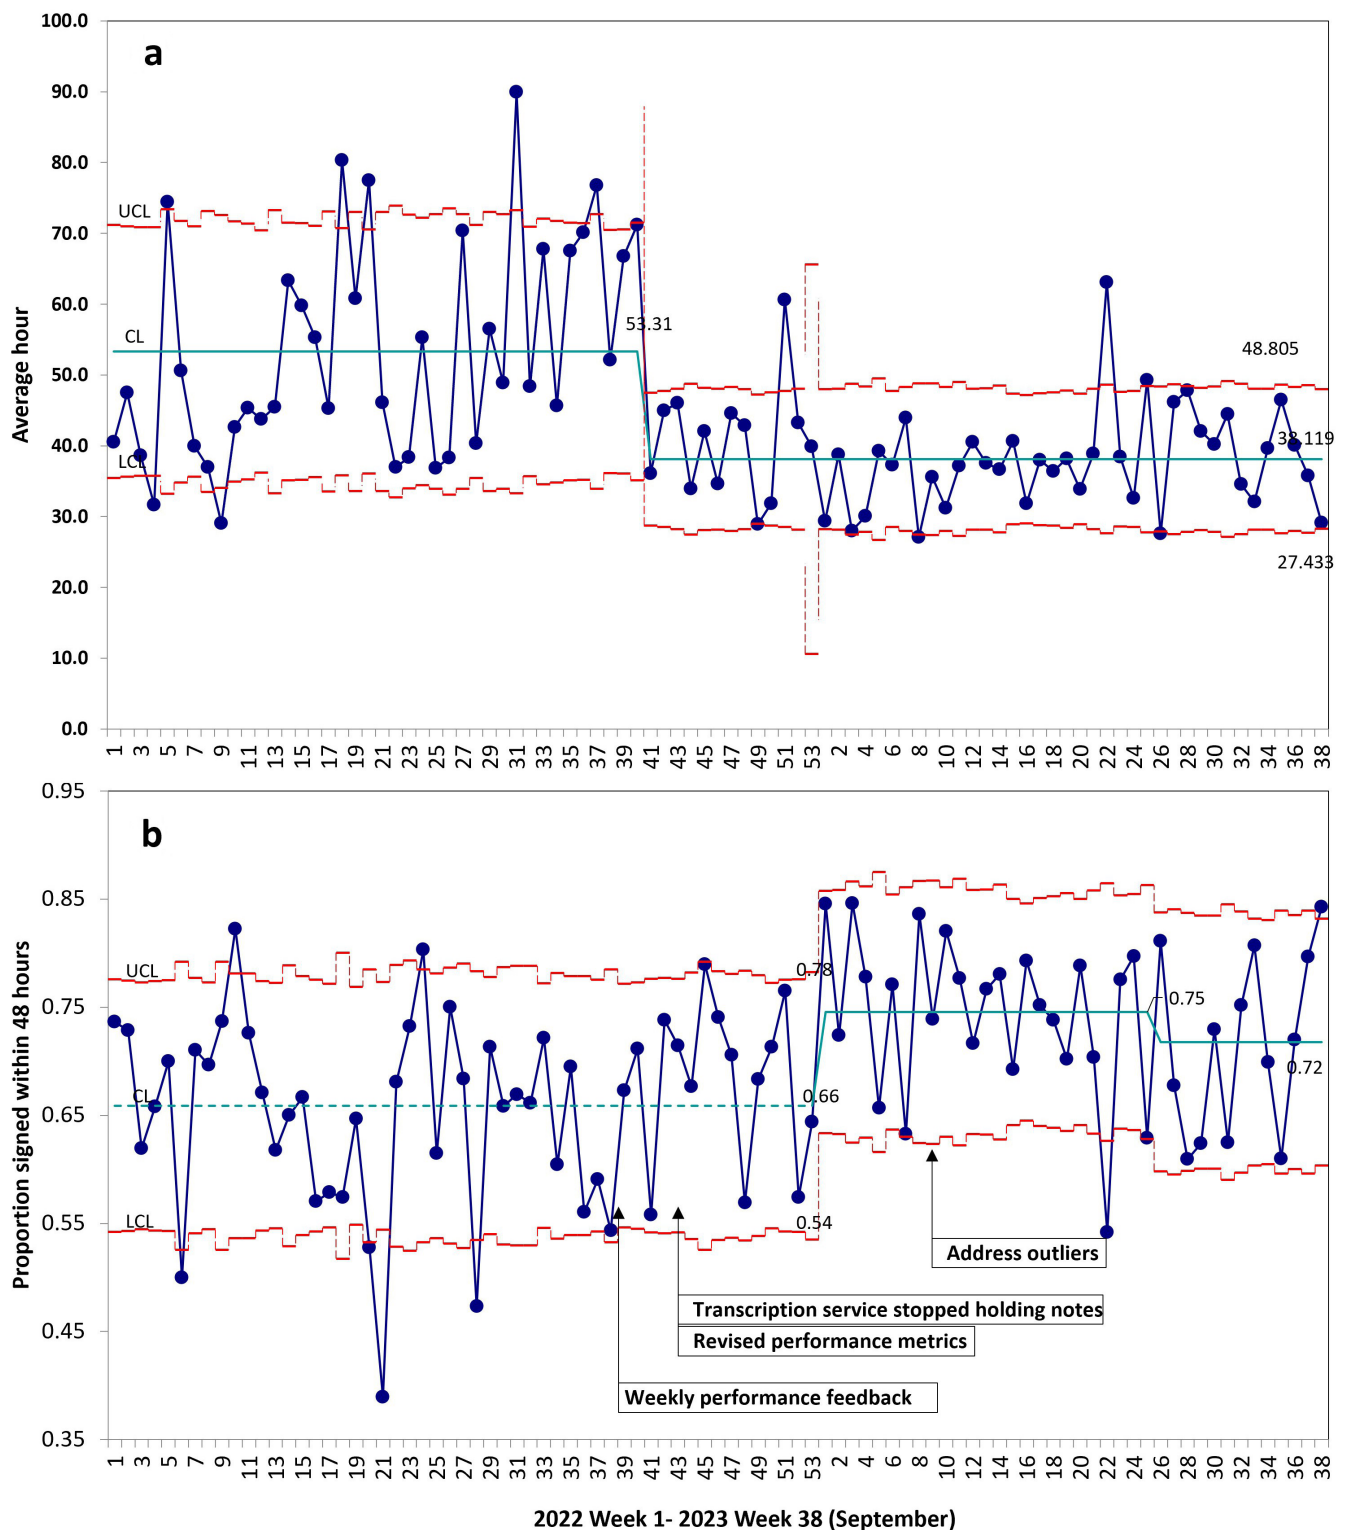 100.0
90.0
80.0
70.0
60.0
50.0
40.0
30.0
20.0
10.0
0.0
Average hour
a
UCL
CL
LCL
53.31
48.805
38.119
27.433
1 3 5 7 9 11 13 15 17 19 21 23 25 27 29 31 33 35 37 39 41 43 45 47 49 51 53 2 4 6 8 10 12 14 16 18 20 22 24 26 28 30 32 34 36 38
0.95
0.85
0.75
0.65
0.55
0.45
0.35
Proportion signed within 48 hours
b
UCL
CL
LCL
0.78
0.66
0.54
0.75
0.72
Address outliers
Transcription service stopped holding notes
Revised performance metrics
Weekly performance feedback
1 3 5 7 9 11 13 15 17 19 21 23 25 27 29 31 33 35 37 39 41 43 45 47 49 51 53 2 4 6 8 10 12 14 16 18 20 22 24 26 28 30 32 34 36 38
2022 Week 1- 2023 Week 38 (September)